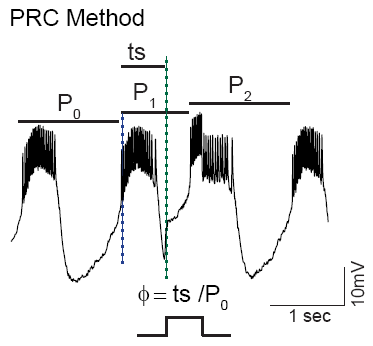 PRC Method
ts
P0 P1 P2
ϕ = ts /P0
10mV
1 sec